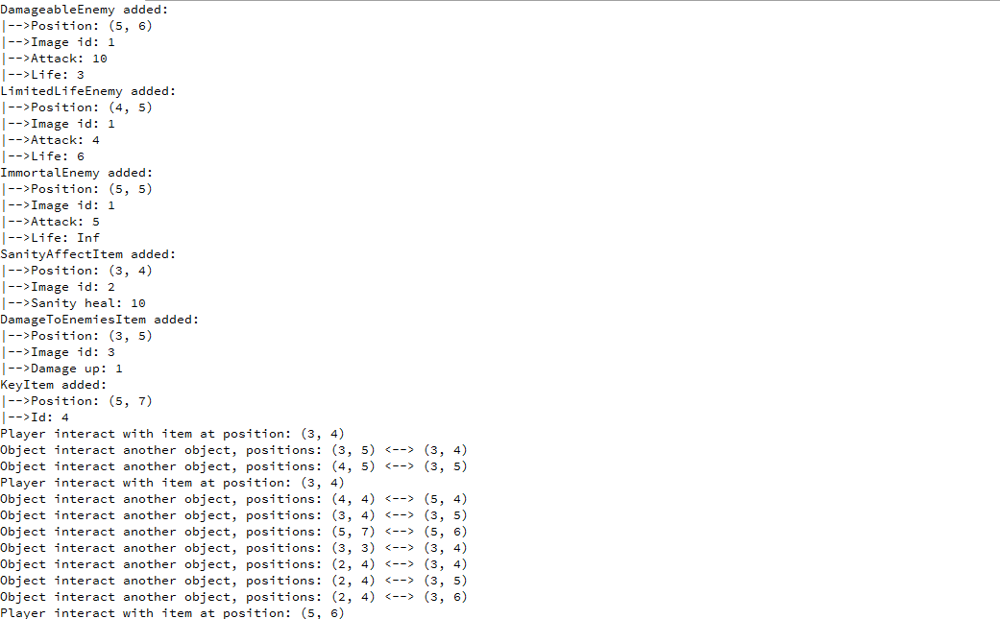 DamageableEnemy added:
|-->Position: (5, 6)
|-->Image id: 1
|-->Attack: 10
|-->Life: 3
LimitedLifeEnemy added:
|-->Position: (4, 5)
|-->Image id: 1
|-->Attack: 4
|-->Life: 6
ImmortalEnemy added:
|-->Position: (5, 5)
|-->Image id: 1
|-->Attack: 5
|-->Life: Inf
SanityAffectItem added:
|-->Position: (3, 4)
|-->Image id: 2
|-->Sanity heal: 10
DamageToEnemiesItem added:
|-->Position: (3, 5)
|-->Image id: 3
|-->Damage up: 1
KeyItem added:
|-->Position: (5, 7)
|-->Id: 4
Player interact with item at position: (3, 4)
Object interact another object, positions: (3, 5) <--> (3, 4)
Object interact another object, positions: (4, 5) <--> (3, 5)
Player interact with item at position: (3, 4)
Object interact another object, positions: (4, 4) <--> (5, 4)
Object interact another object, positions: (3, 4) <--> (3, 5)
Object interact another object, positions: (5, 7) <--> (5, 6)
Object interact another object, positions: (3, 3) <--> (3, 4)
Object interact another object, positions: (2, 4) <--> (3, 4)
Object interact another object, positions: (2, 4) <--> (3, 5)
Object interact another object, positions: (2, 4) <--> (3, 6)
Player interact with item at position: (5, 6)